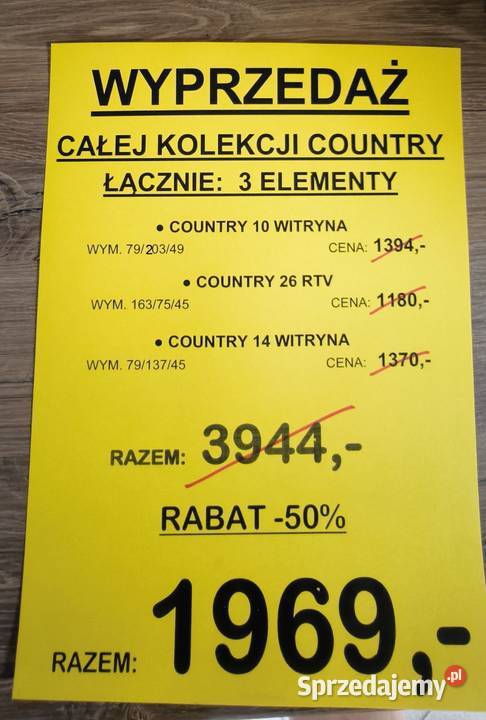 WYPRZEDAŻ
CAŁEJ KOLEKCJI COUNTRY
ŁĄCZNIE: 3 ELEMENTY
• COUNTRY 10 WITRYNA
WYM. 79/203/49 CENA: 1394,-
• COUNTRY 26 RTV
WYM. 163/75/45 CENA: 1180,-
• COUNTRY 14 WITRYNA
WYM. 79/137/45 CENA: 1370,-
RAZEM: 3944,-
RABAT -50%
RAZEM: 1969,-
Sprzedajemy.pl